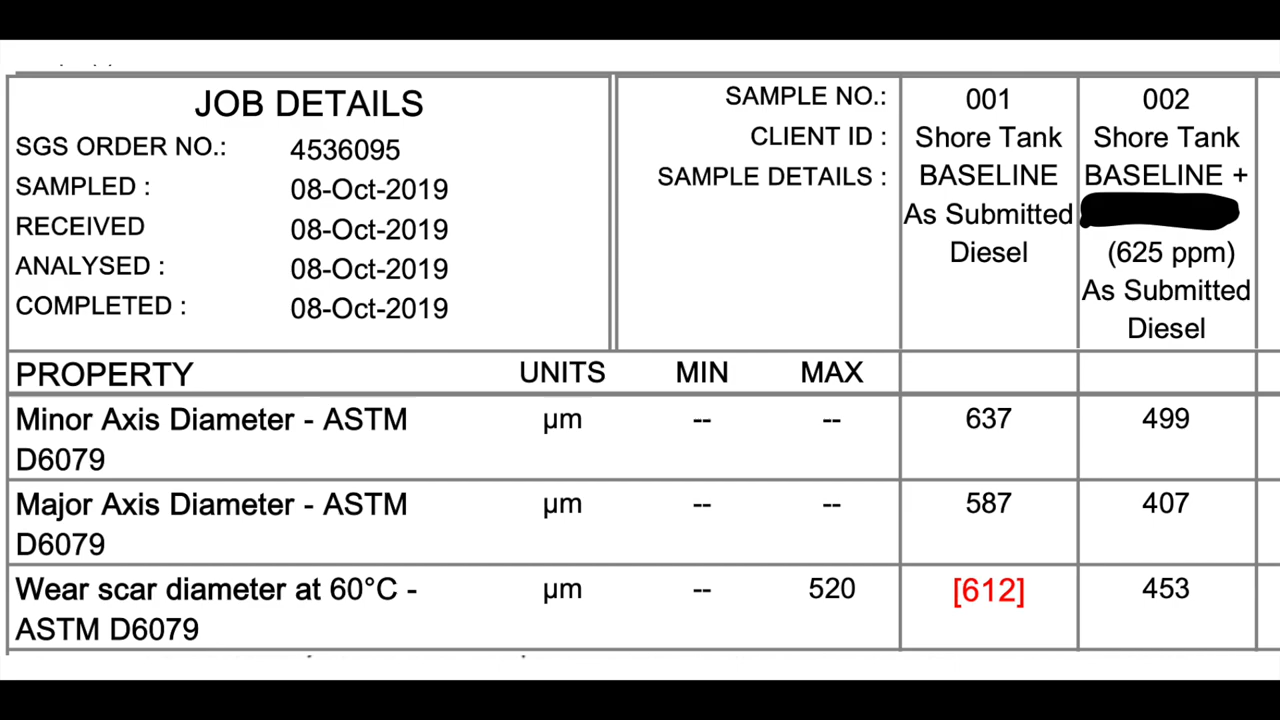 JOB DETAILS
SGS ORDER NO.: 4536095
SAMPLED : 08-Oct-2019
RECEIVED 08-Oct-2019
ANALYSED : 08-Oct-2019
COMPLETED : 08-Oct-2019
SAMPLE NO.: 001 002
CLIENT ID : Shore Tank Shore Tank
SAMPLE DETAILS : BASELINE BASELINE +
As Submitted
Diesel (625 ppm)
As Submitted
Diesel
PROPERTY UNITS MIN MAX
Minor Axis Diameter - ASTM µm -- -- 637 499
D6079
Major Axis Diameter - ASTM µm -- -- 587 407
D6079
Wear scar diameter at 60°C - µm -- 520 [612] 453
ASTM D6079